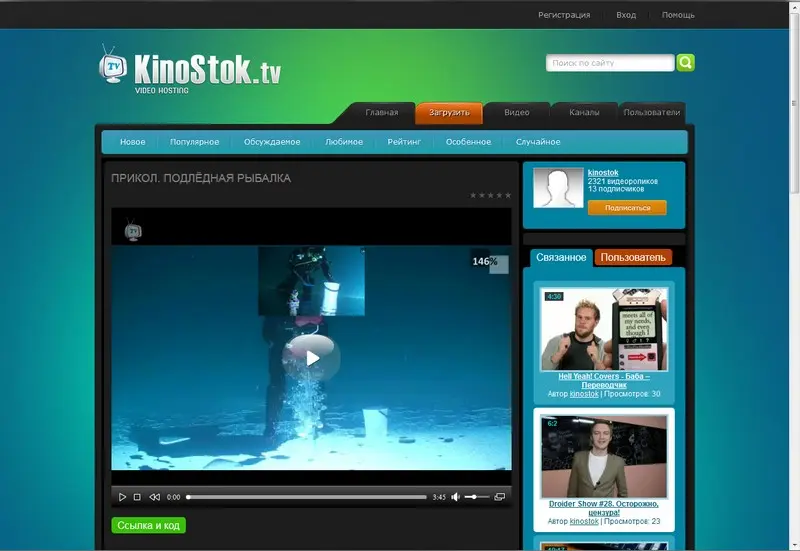 Регистрация
Вход
Помощь
TV
KinoStok.tv
VIDEO HOSTING
Поиск по сайту
Главная
Загрузить
Видео
Каналы
Пользователи
Новое
Популярное
Обсуждаемое
Любимое
Рейтинг
Особенное
Случайное
ПРИКОЛ. ПОДЛЁДНАЯ РЫБАЛКА
kinostok
2321 видеороликов
13 подписчиков
Подписаться
146%
Связанное
Пользователь
4:30
meets all of
my needs,
and even
though I
Hell Yeah! Covers - Баба –
Переводчик
Автор kinostok | Просмотров: 30
6:2
Droider Show #28. Осторожно,
цензура!
Автор kinostok | Просмотров: 23
0:00
3:45
Ссылка и код